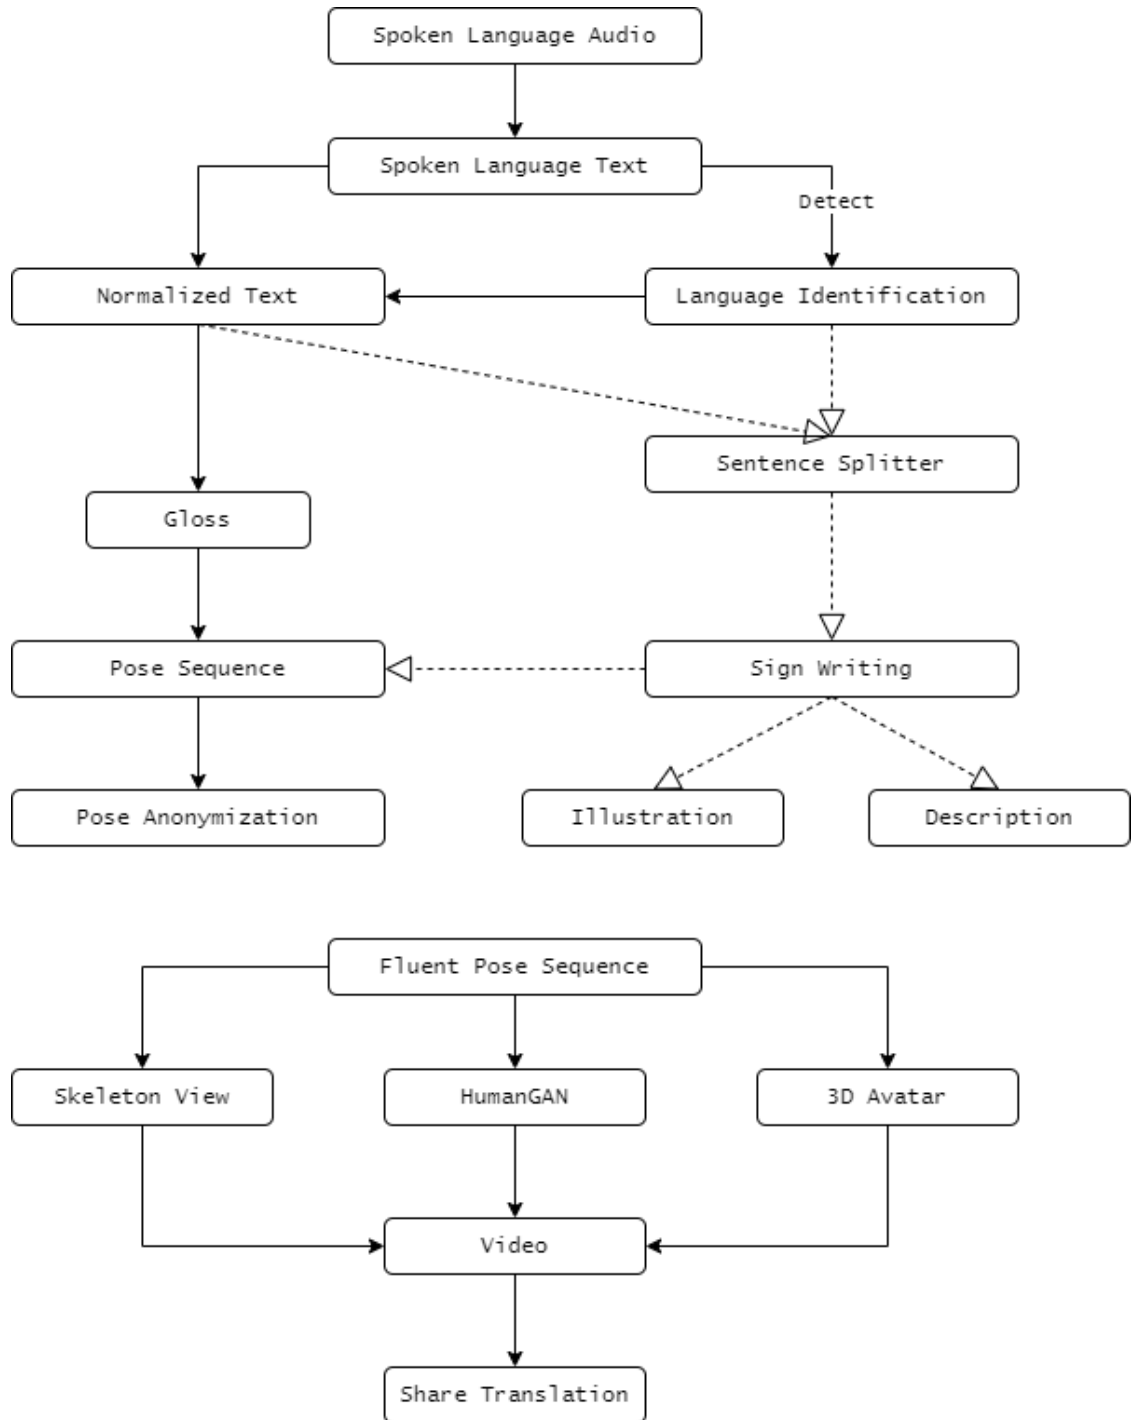 Spoken Language Audio
Spoken Language Text
Detect
Normalized Text
Language Identification
Sentence Splitter
Gloss
Pose Sequence
Sign Writing
Pose Anonymization
Illustration
Description
Fluent Pose Sequence
Skeleton View
HumanGAN
3D Avatar
Video
Share Translation